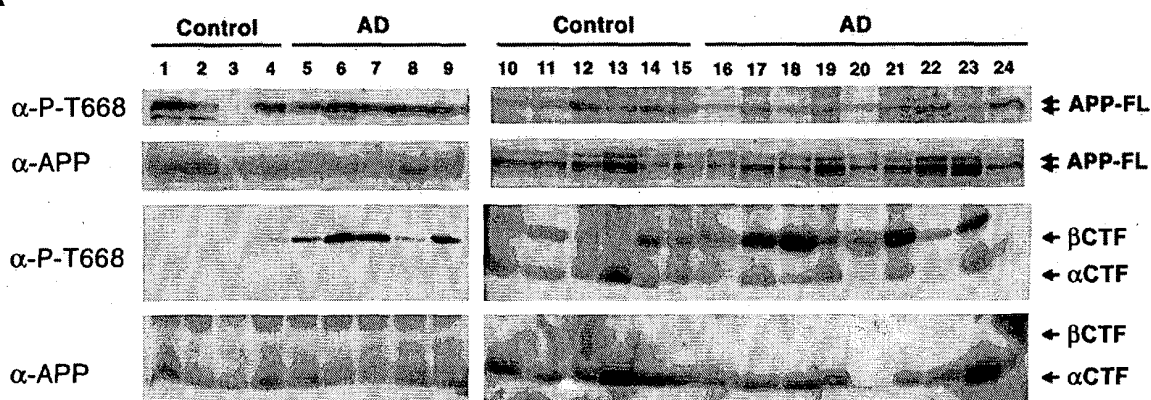 Control AD Control AD
1 2 3 4 5 6 7 8 9 10 11 12 13 14 15 16 17 18 19 20 21 22 23 24
α-P-T668 APP-FL
α-APP APP-FL
α-P-T668 βCTF
αCTF
α-APP βCTF
αCTF